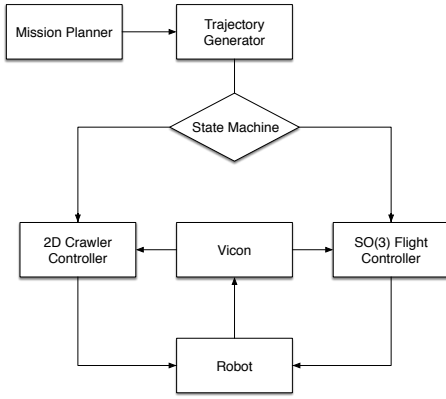 Mission Planner
Trajectory
Generator
State Machine
2D Crawler
Controller
Vicon
SO(3) Flight
Controller
Robot